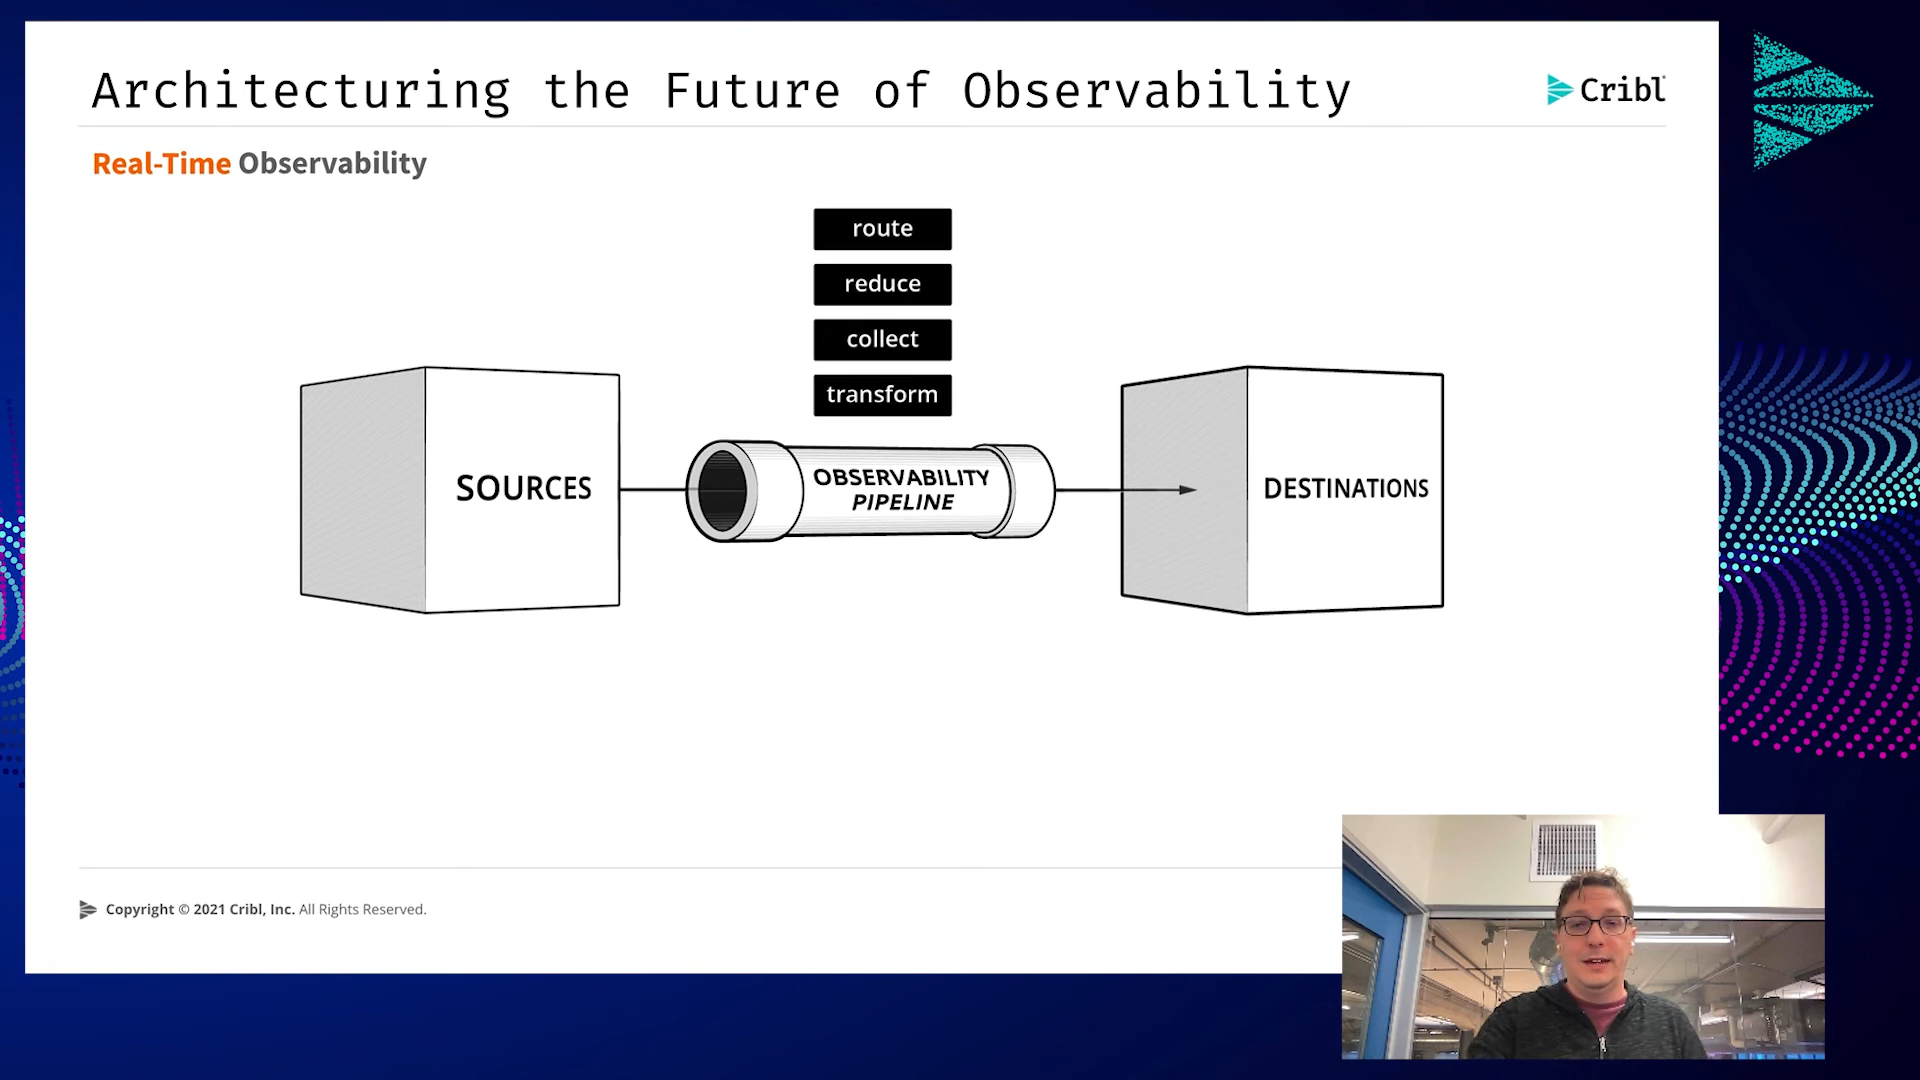 Architecturing the Future of Observability
Cribl
Real-Time Observability
route
reduce
collect
transform
SOURCES
OBSERVABILITY
PIPELINE
DESTINATIONS
Copyright © 2021 Cribl, Inc. All Rights Reserved.